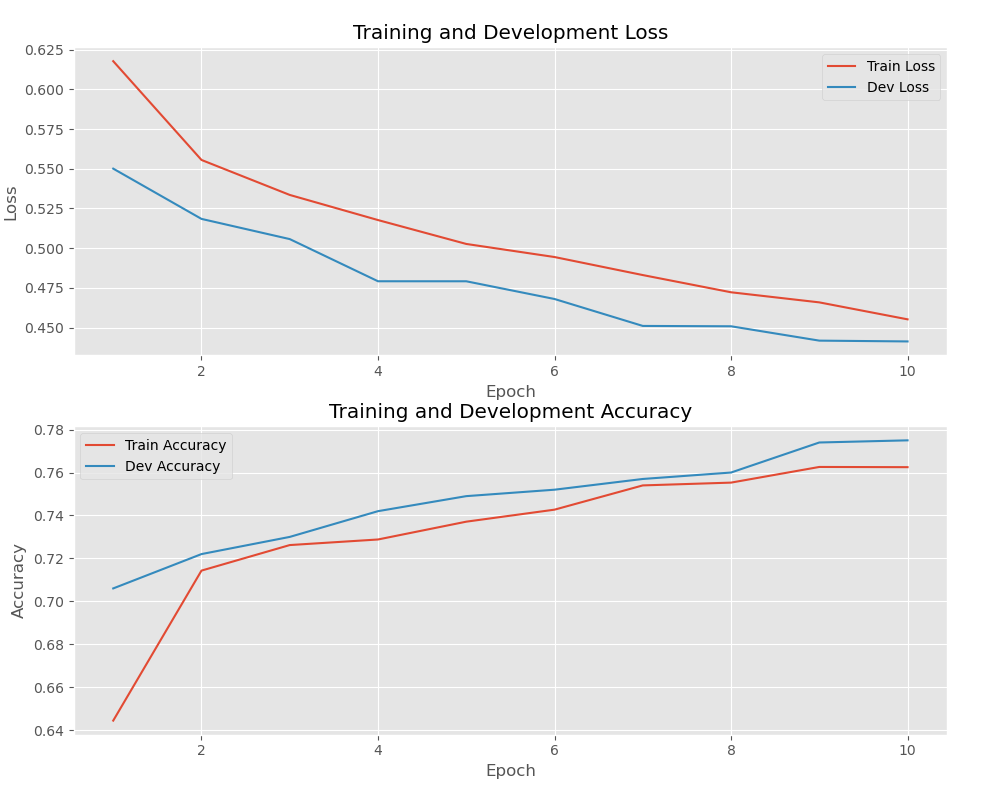 Training and Development Loss
0.625
0.600
0.575
0.550
0.525
0.500
0.475
0.450
Loss
Train Loss
Dev Loss
2 4 6 8 10
Epoch
Training and Development Accuracy
0.78
0.76
0.74
0.72
0.70
0.68
0.66
0.64
Accuracy
Train Accuracy
Dev Accuracy
2 4 6 8 10
Epoch